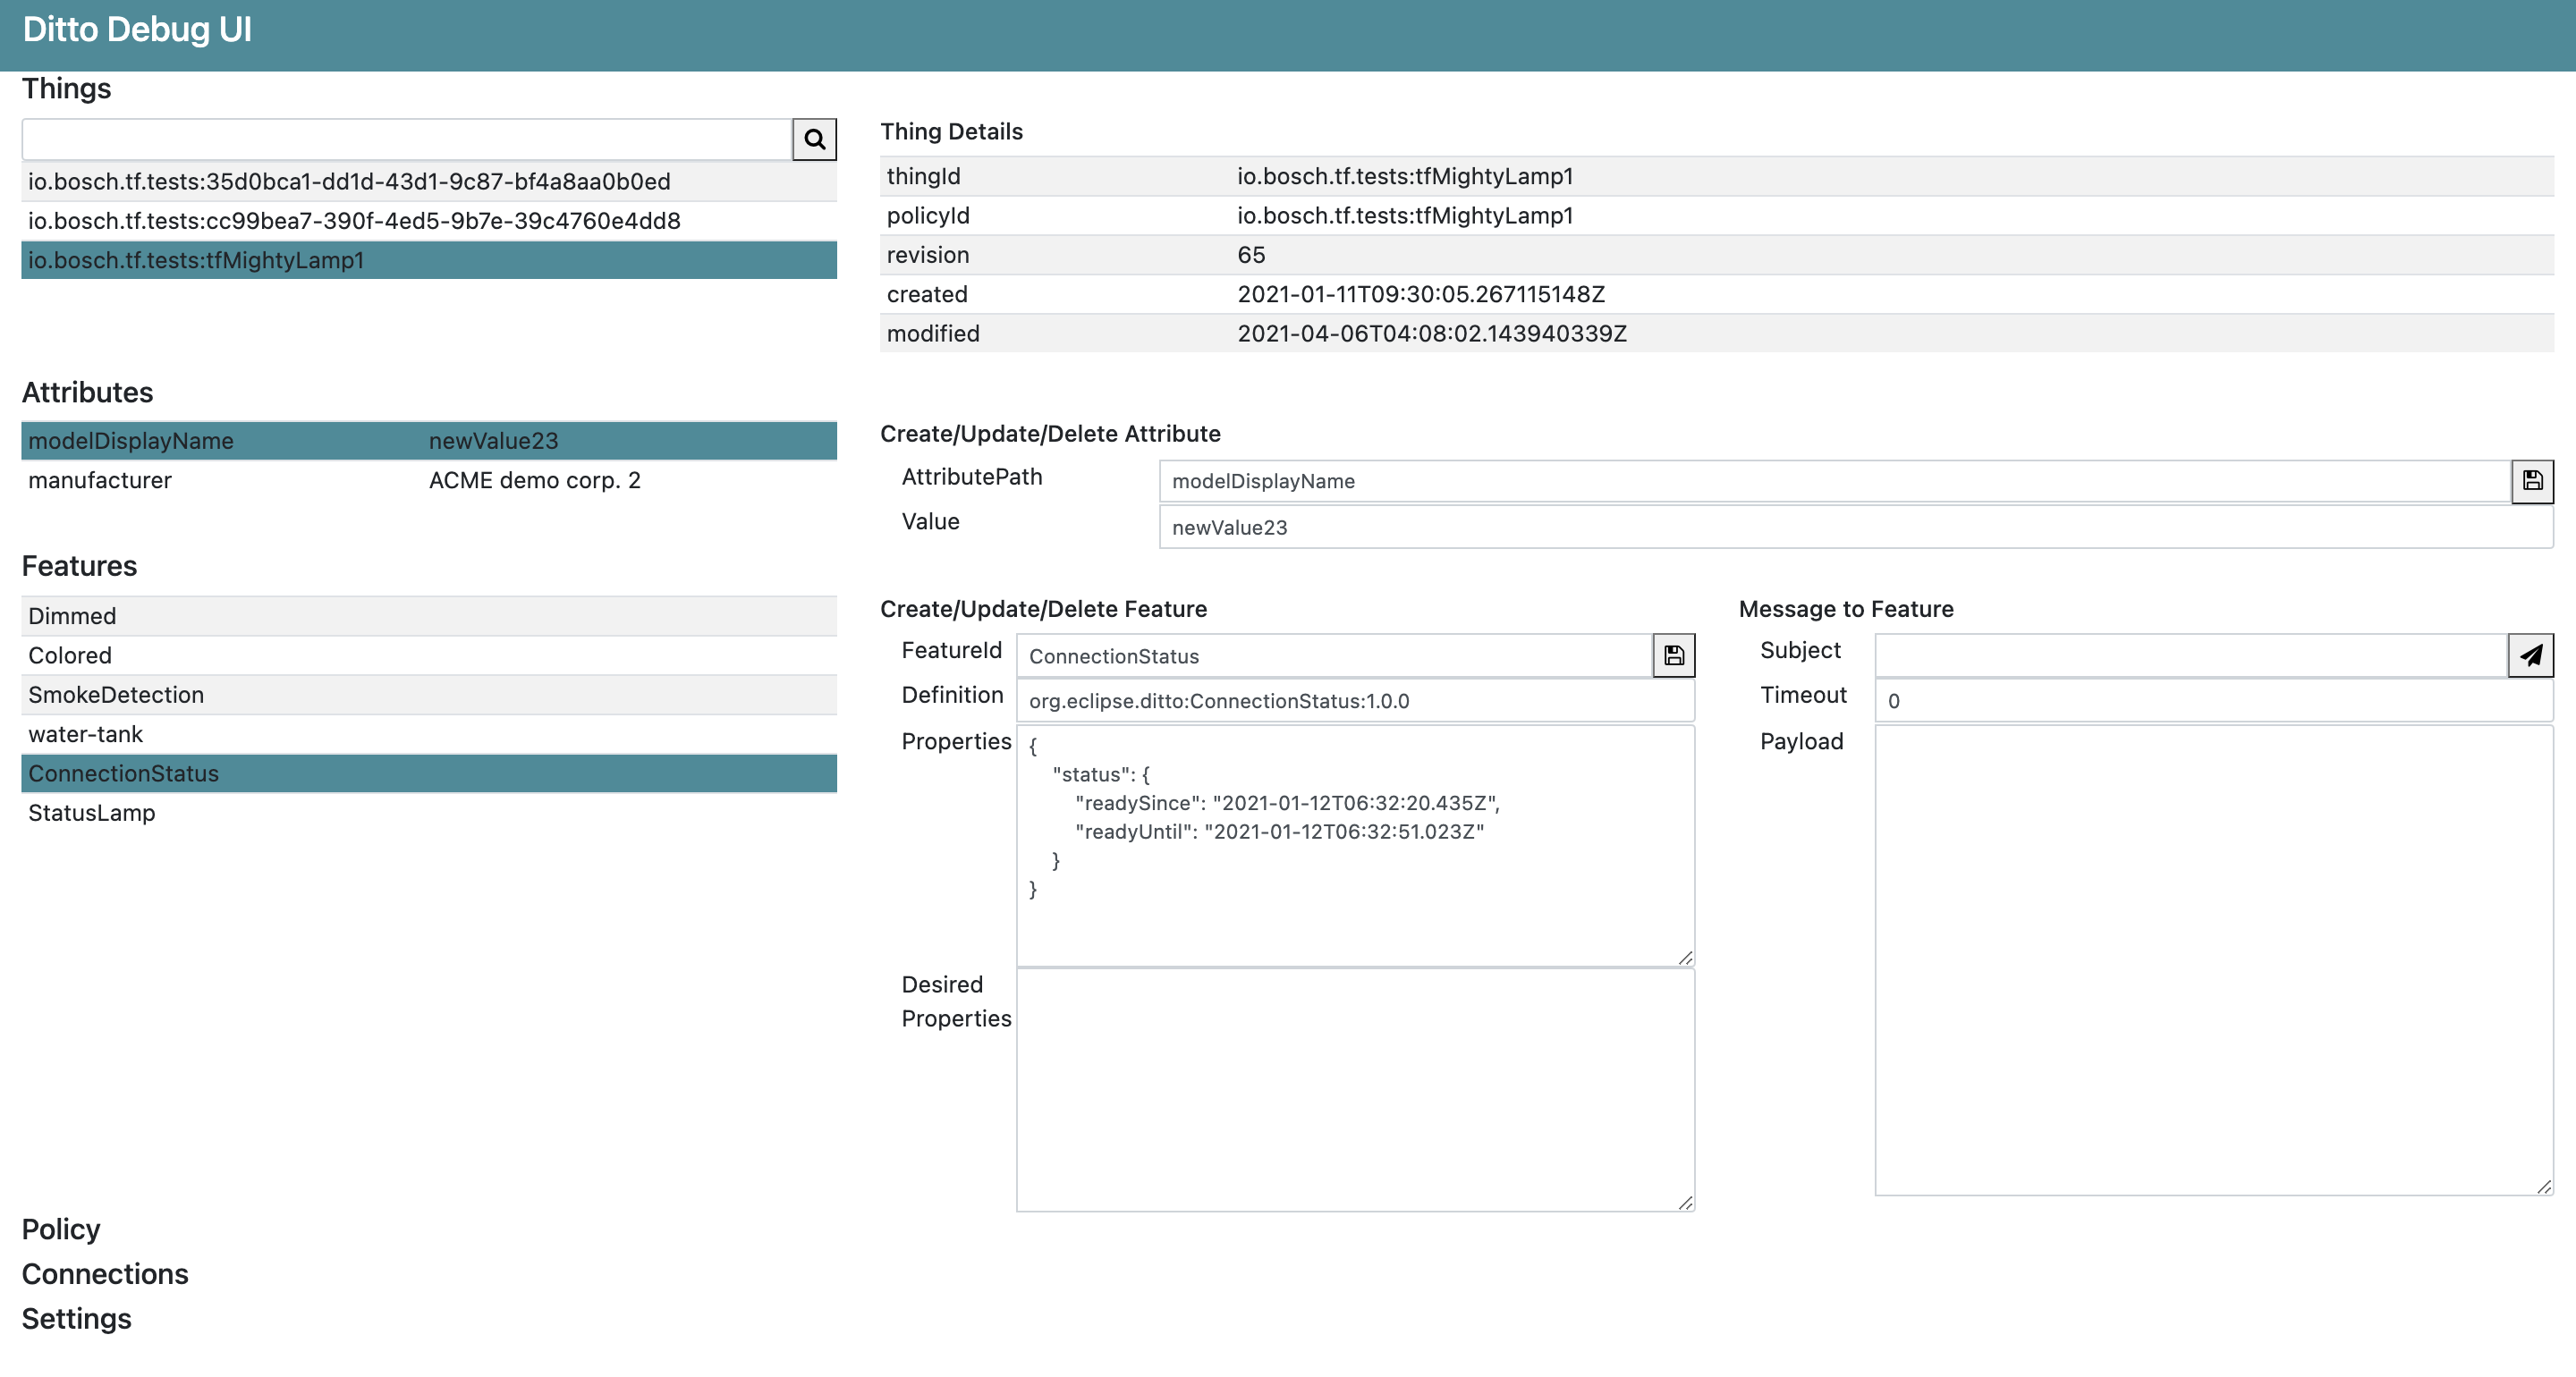 Ditto Debug UI
Things
io.bosch.tf.tests:35d0bca1-dd1d-43d1-9c87-bf4a8aa0b0ed
io.bosch.tf.tests:cc99bea7-390f-4ed5-9b7e-39c4760e4dd8
io.bosch.tf.tests:tfMightyLamp1
Thing Details
thingId io.bosch.tf.tests:tfMightyLamp1
policyId io.bosch.tf.tests:tfMightyLamp1
revision 65
created 2021-01-11T09:30:05.267115148Z
modified 2021-04-06T04:08:02.143940339Z
Attributes
modelDisplayName newValue23
manufacturer ACME demo corp. 2
Create/Update/Delete Attribute
AttributePath modelDisplayName
Value newValue23
Features
Dimmed
Colored
SmokeDetection
water-tank
ConnectionStatus
StatusLamp
Create/Update/Delete Feature
FeatureId ConnectionStatus
Definition org.eclipse.ditto:ConnectionStatus:1.0.0
Properties {
"status": {
"readySince": "2021-01-12T06:32:20.435Z",
"readyUntil": "2021-01-12T06:32:51.023Z"
}
}
Desired
Properties
Message to Feature
Subject
Timeout 0
Payload
Policy
Connections
Settings